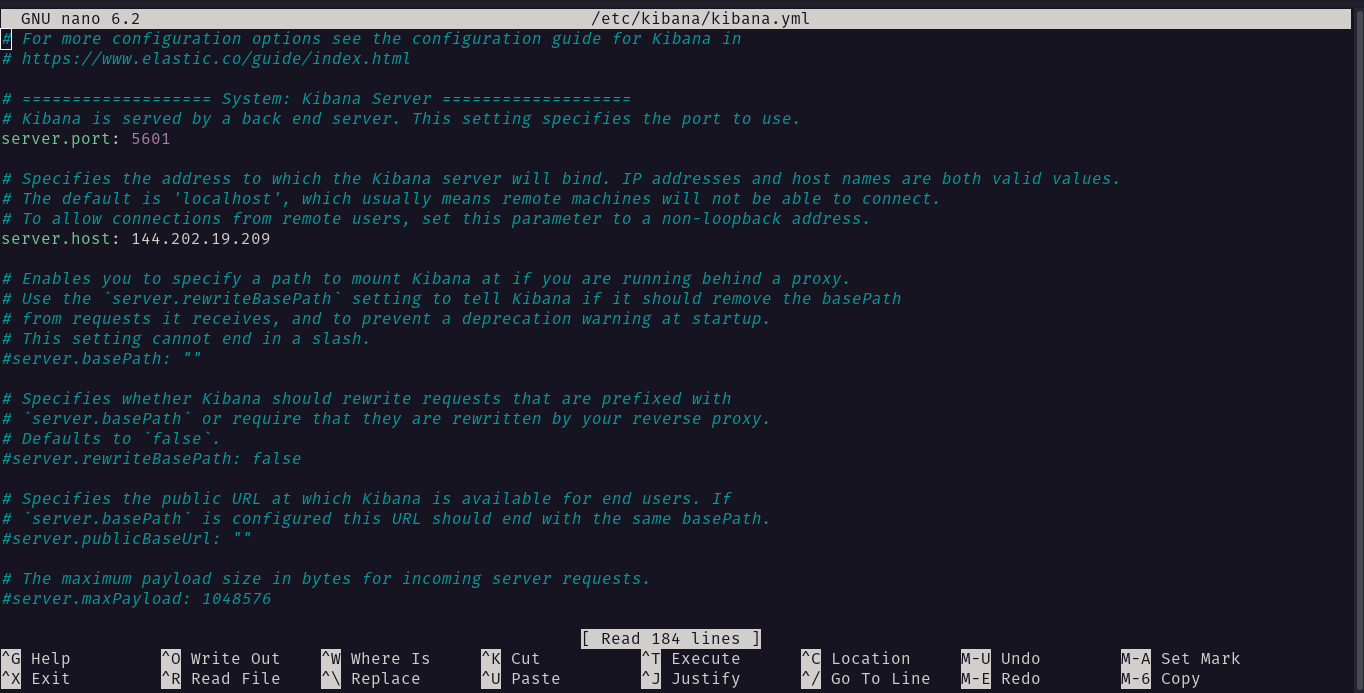 GNU nano 6.2 /etc/kibana/kibana.yml
# For more configuration options see the configuration guide for Kibana in
# https://www.elastic.co/guide/index.html
# =================== System: Kibana Server ===================
# Kibana is served by a back end server. This setting specifies the port to use.
server.port: 5601
# Specifies the address to which the Kibana server will bind. IP addresses and host names are both valid values.
# The default is 'localhost', which usually means remote machines will not be able to connect.
# To allow connections from remote users, set this parameter to a non-loopback address.
server.host: 144.202.19.209
# Enables you to specify a path to mount Kibana at if you are running behind a proxy.
# Use the `server.rewriteBasePath` setting to tell Kibana if it should remove the basePath
# from requests it receives, and to prevent a deprecation warning at startup.
# This setting cannot end in a slash.
#server.basePath: ""
# Specifies whether Kibana should rewrite requests that are prefixed with
# `server.basePath` or require that they are rewritten by your reverse proxy.
# Defaults to `false`.
#server.rewriteBasePath: false
# Specifies the public URL at which Kibana is available for end users. If
# `server.basePath` is configured this URL should end with the same basePath.
#server.publicBaseUrl: ""
# The maximum payload size in bytes for incoming server requests.
#server.maxPayload: 1048576
[ Read 184 lines ]
^G Help ^O Write Out ^W Where Is ^K Cut ^T Execute ^C Location M-U Undo M-A Set Mark
^X Exit ^R Read File ^\ Replace ^U Paste ^J Justify ^/ Go To Line M-E Redo M-6 Copy